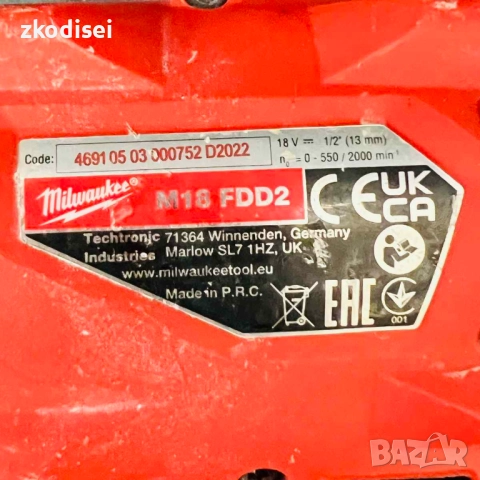 zkodisei
Code: 4691 05 03 000752 D2022
18 V ⎓ 1/2" (13 mm)
n₀ = 0 - 550 / 2000 min⁻¹
Milwaukee
M18 FDD2
CE UK CA
Techtronic 71364 Winnenden, Germany
Industries Marlow SL7 1HZ, UK
www.milwaukeetool.eu
Made in P.R.C.
EAC
001
BAZAR